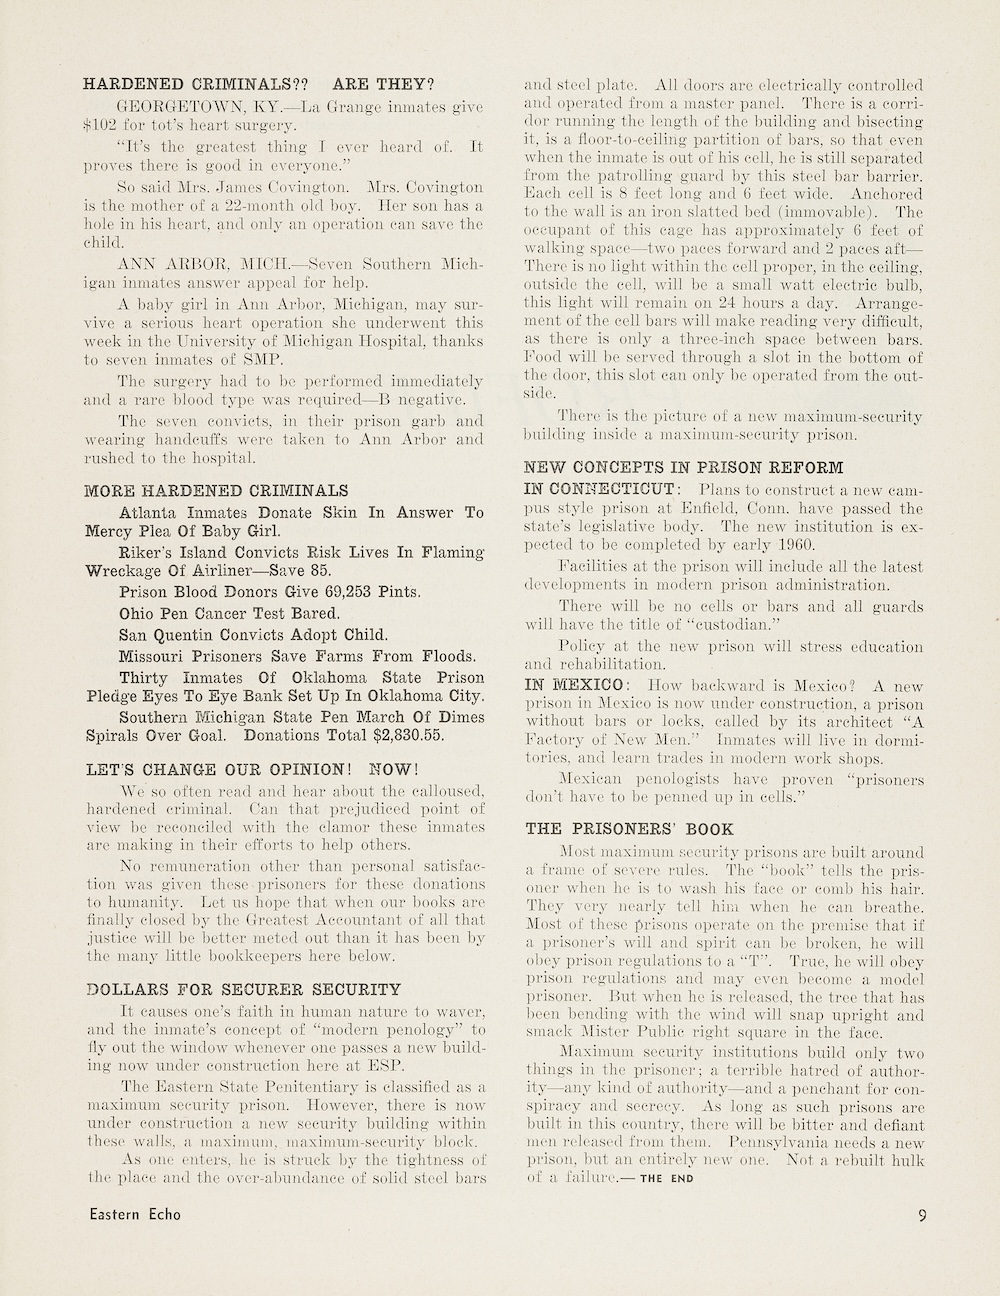 HARDENED CRIMINALS?? ARE THEY?
GEORGETOWN, KY.—La Grange inmates give
$102 for tot's heart surgery.
"It's the greatest thing I ever heard of. It
proves there is good in everyone."
So said Mrs. James Covington. Mrs. Covington
is the mother of a 22-month old boy. Her son has a
hole in his heart, and only an operation can save the
child.
ANN ARBOR, MICH.—Seven Southern Mich-
igan inmates answer appeal for help.
A baby girl in Ann Arbor, Michigan, may sur-
vive a serious heart operation she underwent this
week in the University of Michigan Hospital, thanks
to seven inmates of SMP.
The surgery had to be performed immediately
and a rare blood type was required—B negative.
The seven convicts, in their prison garb and
wearing handcuffs were taken to Ann Arbor and
rushed to the hospital.
MORE HARDENED CRIMINALS
Atlanta Inmates Donate Skin In Answer To
Mercy Plea Of Baby Girl.
Riker's Island Convicts Risk Lives In Flaming
Wreckage Of Airliner—Save 85.
Prison Blood Donors Give 69,253 Pints.
Ohio Pen Cancer Test Bared.
San Quentin Convicts Adopt Child.
Missouri Prisoners Save Farms From Floods.
Thirty Inmates Of Oklahoma State Prison
Pledge Eyes To Eye Bank Set Up In Oklahoma City.
Southern Michigan State Pen March Of Dimes
Spirals Over Goal. Donations Total $2,830.55.
LET'S CHANGE OUR OPINION! NOW!
We so often read and hear about the calloused,
hardened criminal. Can that prejudiced point of
view be reconciled with the clamor these inmates
are making in their efforts to help others.
No remuneration other than personal satisfac-
tion was given these prisoners for these donations
to humanity. Let us hope that when our books are
finally closed by the Greatest Accountant of all that
justice will be better meted out than it has been by
the many little bookkeepers here below.
DOLLARS FOR SECURER SECURITY
It causes one's faith in human nature to waver,
and the inmate's concept of "modern penology" to
fly out the window whenever one passes a new build-
ing now under construction here at ESP.
The Eastern State Penitentiary is classified as a
maximum security prison. However, there is now
under construction a new security building within
these walls, a maximum, maximum-security block.
As one enters, he is struck by the tightness of
the place and the over-abundance of solid steel bars
and steel plate. All doors are electrically controlled
and operated from a master panel. There is a corri-
dor running the length of the building and bisecting
it, is a floor-to-ceiling partition of bars, so that even
when the inmate is out of his cell, he is still separated
from the patrolling guard by this steel bar barrier.
Each cell is 8 feet long and 6 feet wide. Anchored
to the wall is an iron slatted bed (immovable). The
occupant of this cage has approximately 6 feet of
walking space—two paces forward and 2 paces aft—
There is no light within the cell proper, in the ceiling,
outside the cell, will be a small watt electric bulb,
this light will remain on 24 hours a day. Arrange-
ment of the cell bars will make reading very difficult,
as there is only a three-inch space between bars.
Food will be served through a slot in the bottom of
the door, this slot can only be operated from the out-
side.
There is the picture of a new maximum-security
building inside a maximum-security prison.
NEW CONCEPTS IN PRISON REFORM
IN CONNECTICUT: Plans to construct a new cam-
pus style prison at Enfield, Conn. have passed the
state's legislative body. The new institution is ex-
pected to be completed by early 1960.
Facilities at the prison will include all the latest
developments in modern prison administration.
There will be no cells or bars and all guards
will have the title of "custodian."
Policy at the new prison will stress education
and rehabilitation.
IN MEXICO: How backward is Mexico? A new
prison in Mexico is now under construction, a prison
without bars or locks, called by its architect "A
Factory of New Men." Inmates will live in dormi-
tories, and learn trades in modern work shops.
Mexican penologists have proven "prisoners
don't have to be penned up in cells."
THE PRISONERS' BOOK
Most maximum security prisons are built around
a frame of severe rules. The "book" tells the pris-
oner when he is to wash his face or comb his hair.
They very nearly tell him when he can breathe.
Most of these prisons operate on the premise that if
a prisoner's will and spirit can be broken, he will
obey prison regulations to a "T". True, he will obey
prison regulations and may even become a model
prisoner. But when he is released, the tree that has
been bending with the wind will snap upright and
smack Mister Public right square in the face.
Maximum security institutions build only two
things in the prisoner; a terrible hatred of author-
ity—any kind of authority—and a penchant for con-
spiracy and secrecy. As long as such prisons are
built in this country, there will be bitter and defiant
men released from them. Pennsylvania needs a new
prison, but an entirely new one. Not a rebuilt hulk
of a failure.— THE END
Eastern Echo
9